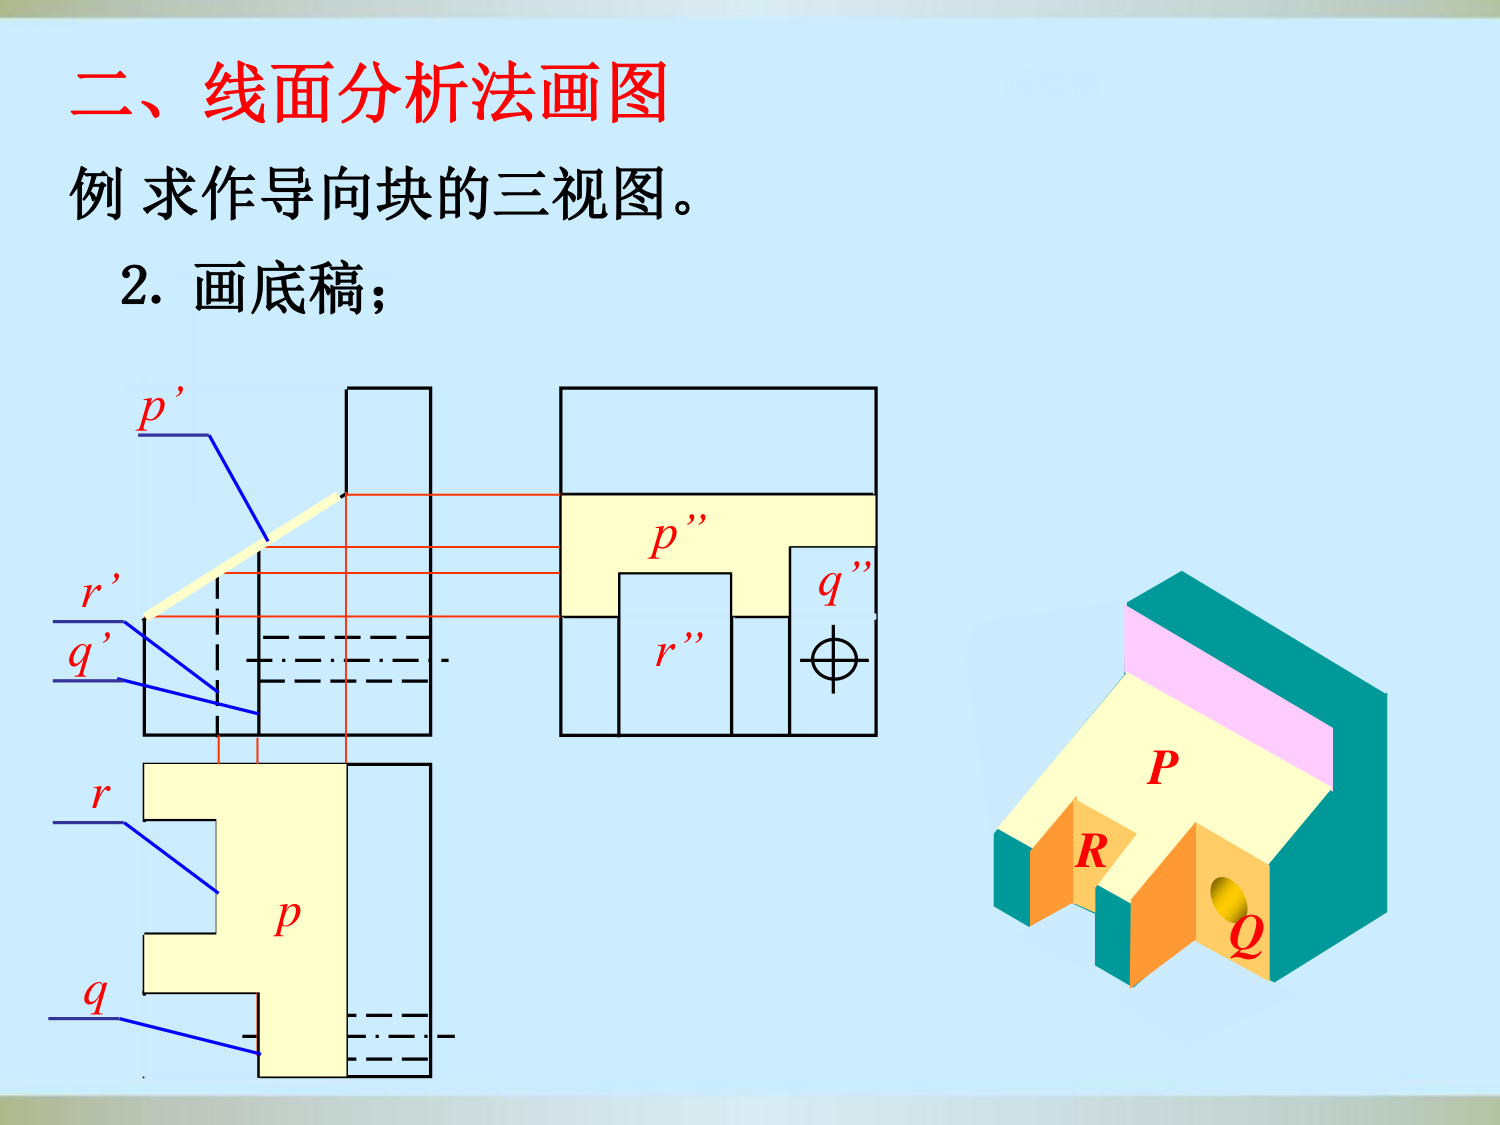 二、线面分析法画图
例 求作导向块的三视图。
2. 画底稿；
p’
r’
q’
p’’
q’’
r’’
r
p
q
P
R
Q